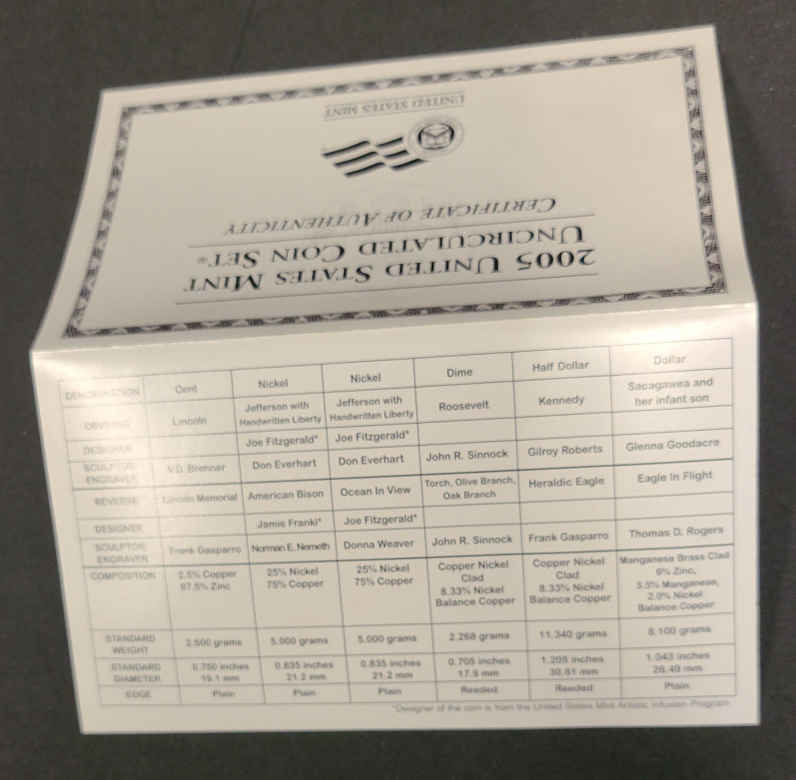 UNITED STATES MINT
CERTIFICATE OF AUTHENTICITY
UNCIRCULATED COIN SET®
2005 UNITED STATES MINT
DENOMINATION Cent Nickel Nickel Dime Half Dollar Dollar
OBVERSE Lincoln Jefferson with Handwritten Liberty Jefferson with Handwritten Liberty Roosevelt Kennedy Sacagawea and her infant son
DESIGNER Joe Fitzgerald* Joe Fitzgerald*
SCULPTOR/ ENGRAVER V.D. Brenner Don Everhart Don Everhart John R. Sinnock Gilroy Roberts Glenna Goodacre
REVERSE Lincoln Memorial American Bison Ocean In View Torch, Olive Branch, Oak Branch Heraldic Eagle Eagle In Flight
DESIGNER Jamie Franki* Joe Fitzgerald*
SCULPTOR/ ENGRAVER Frank Gasparro Norman E. Nemeth Donna Weaver John R. Sinnock Frank Gasparro Thomas D. Rogers
COMPOSITION 2.5% Copper 97.5% Zinc 25% Nickel 75% Copper 25% Nickel 75% Copper Copper Nickel Clad 8.33% Nickel Balance Copper Copper Nickel Clad 8.33% Nickel Balance Copper Manganese Brass Clad 6% Zinc, 3.5% Manganese, 2.0% Nickel Balance Copper
STANDARD WEIGHT 2.500 grams 5.000 grams 5.000 grams 2.268 grams 11.340 grams 8.100 grams
STANDARD DIAMETER 0.750 inches 19.1 mm 0.835 inches 21.2 mm 0.835 inches 21.2 mm 0.705 inches 17.9 mm 1.205 inches 30.61 mm 1.043 inches 26.49 mm
EDGE Plain Plain Plain Reeded Reeded Plain
*Designer of the coin is from the United States Mint Artistic Infusion Program